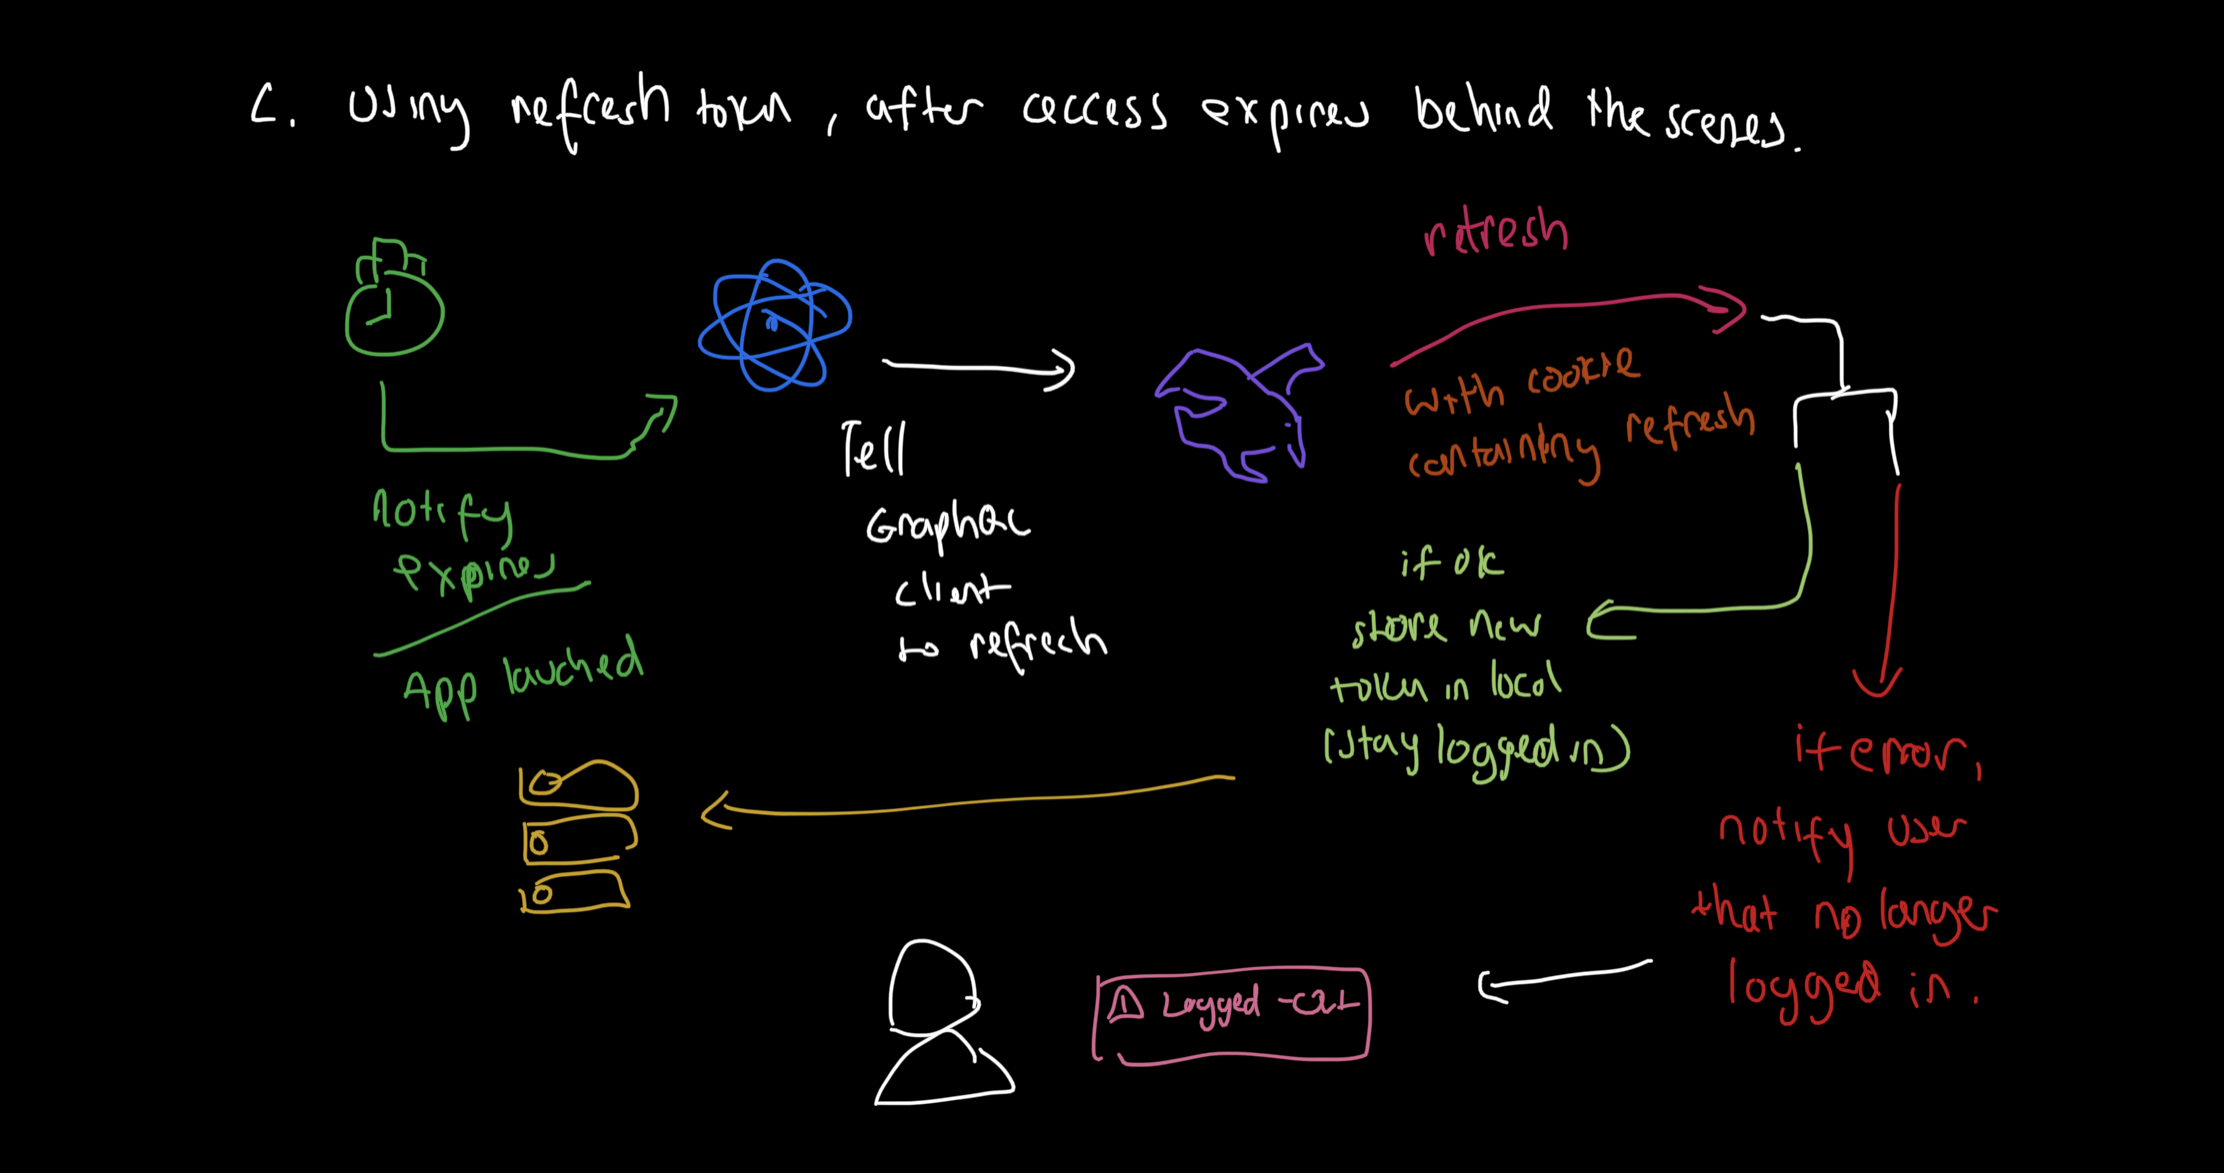 C. Using refresh token, after access expires behind the scenes.
refresh
with cookie
containing refresh
Tell
GraphQL
client
to refresh
notify
expires
App lauched
if ok
store new
token in local
(stay logged in)
if error,
notify user
that no longer
logged in.
Logged-out